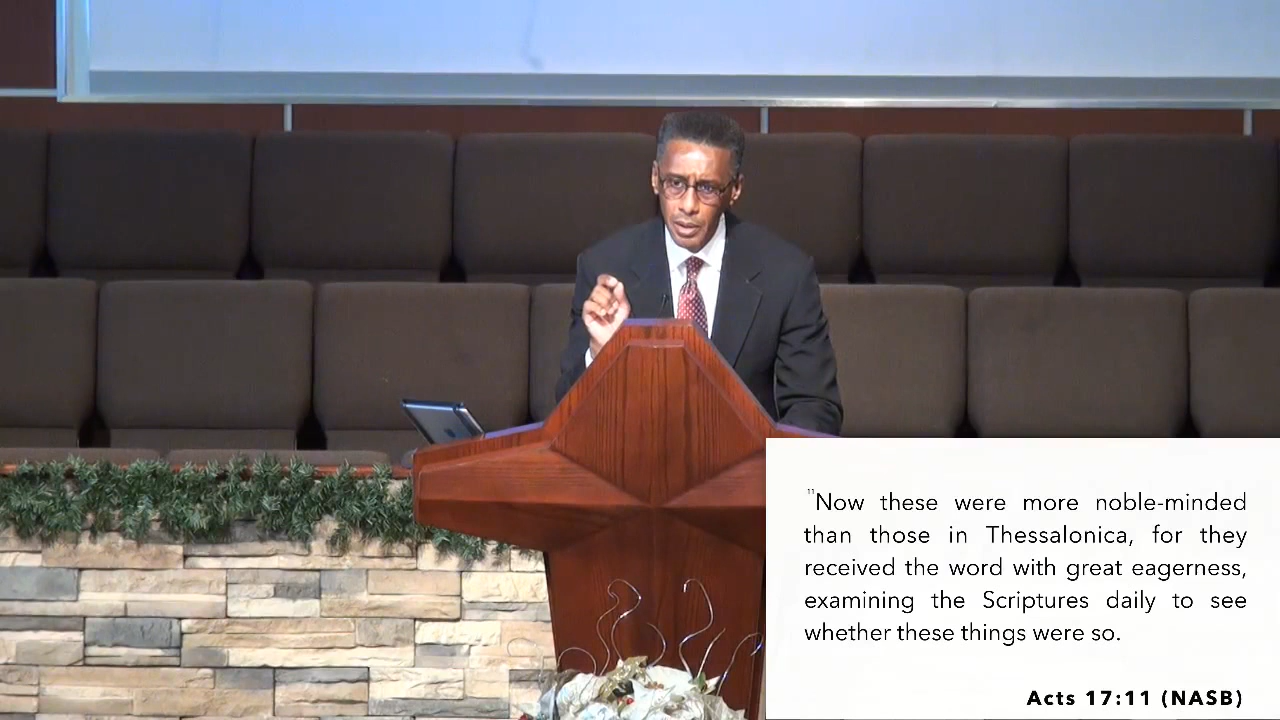 ¹¹Now these were more noble-minded
than those in Thessalonica, for they
received the word with great eagerness,
examining the Scriptures daily to see
whether these things were so.
Acts 17:11 (NASB)